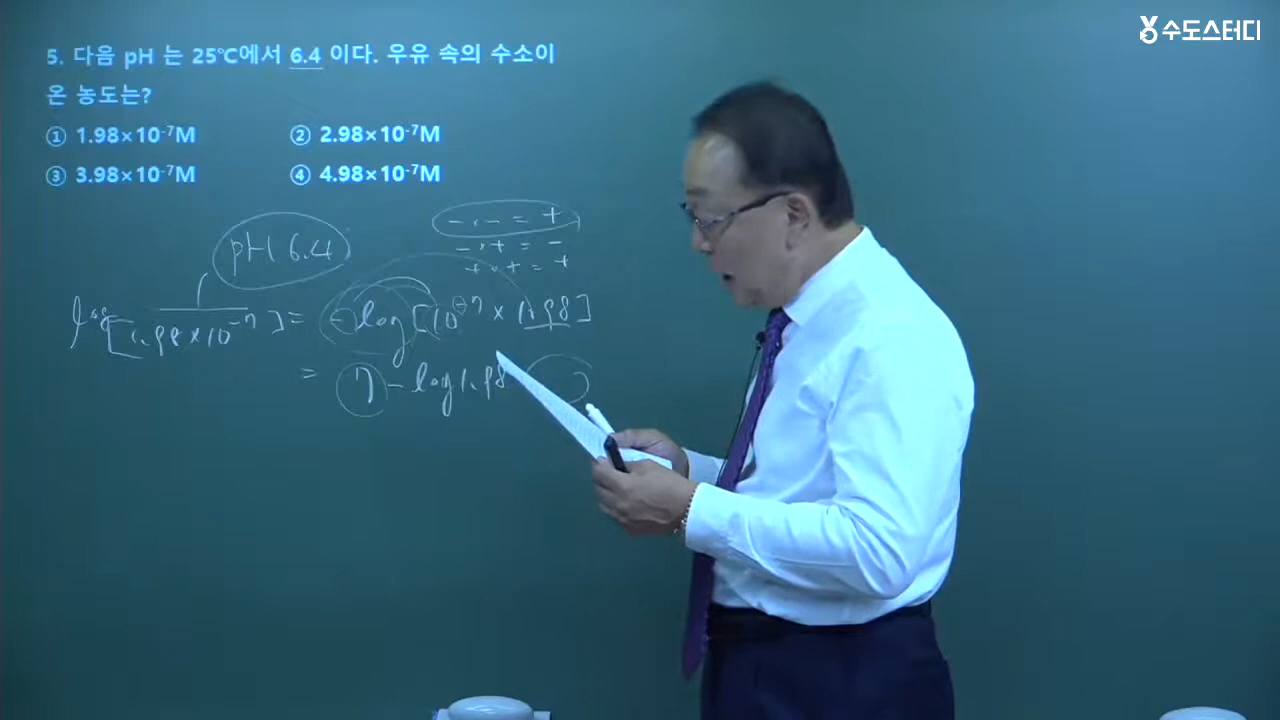 수도스터디
5. 다음 pH 는 25℃에서 6.4 이다. 우유 속의 수소이
온 농도는?
① 1.98×10⁻⁷M ② 2.98×10⁻⁷M
③ 3.98×10⁻⁷M ④ 4.98×10⁻⁷M
pH 6.4
-, - = +
-, + = -
+, + = +
log[1.98×10⁻⁷] = -log[10⁻⁷ × 1.98]
= 7 - log1.98